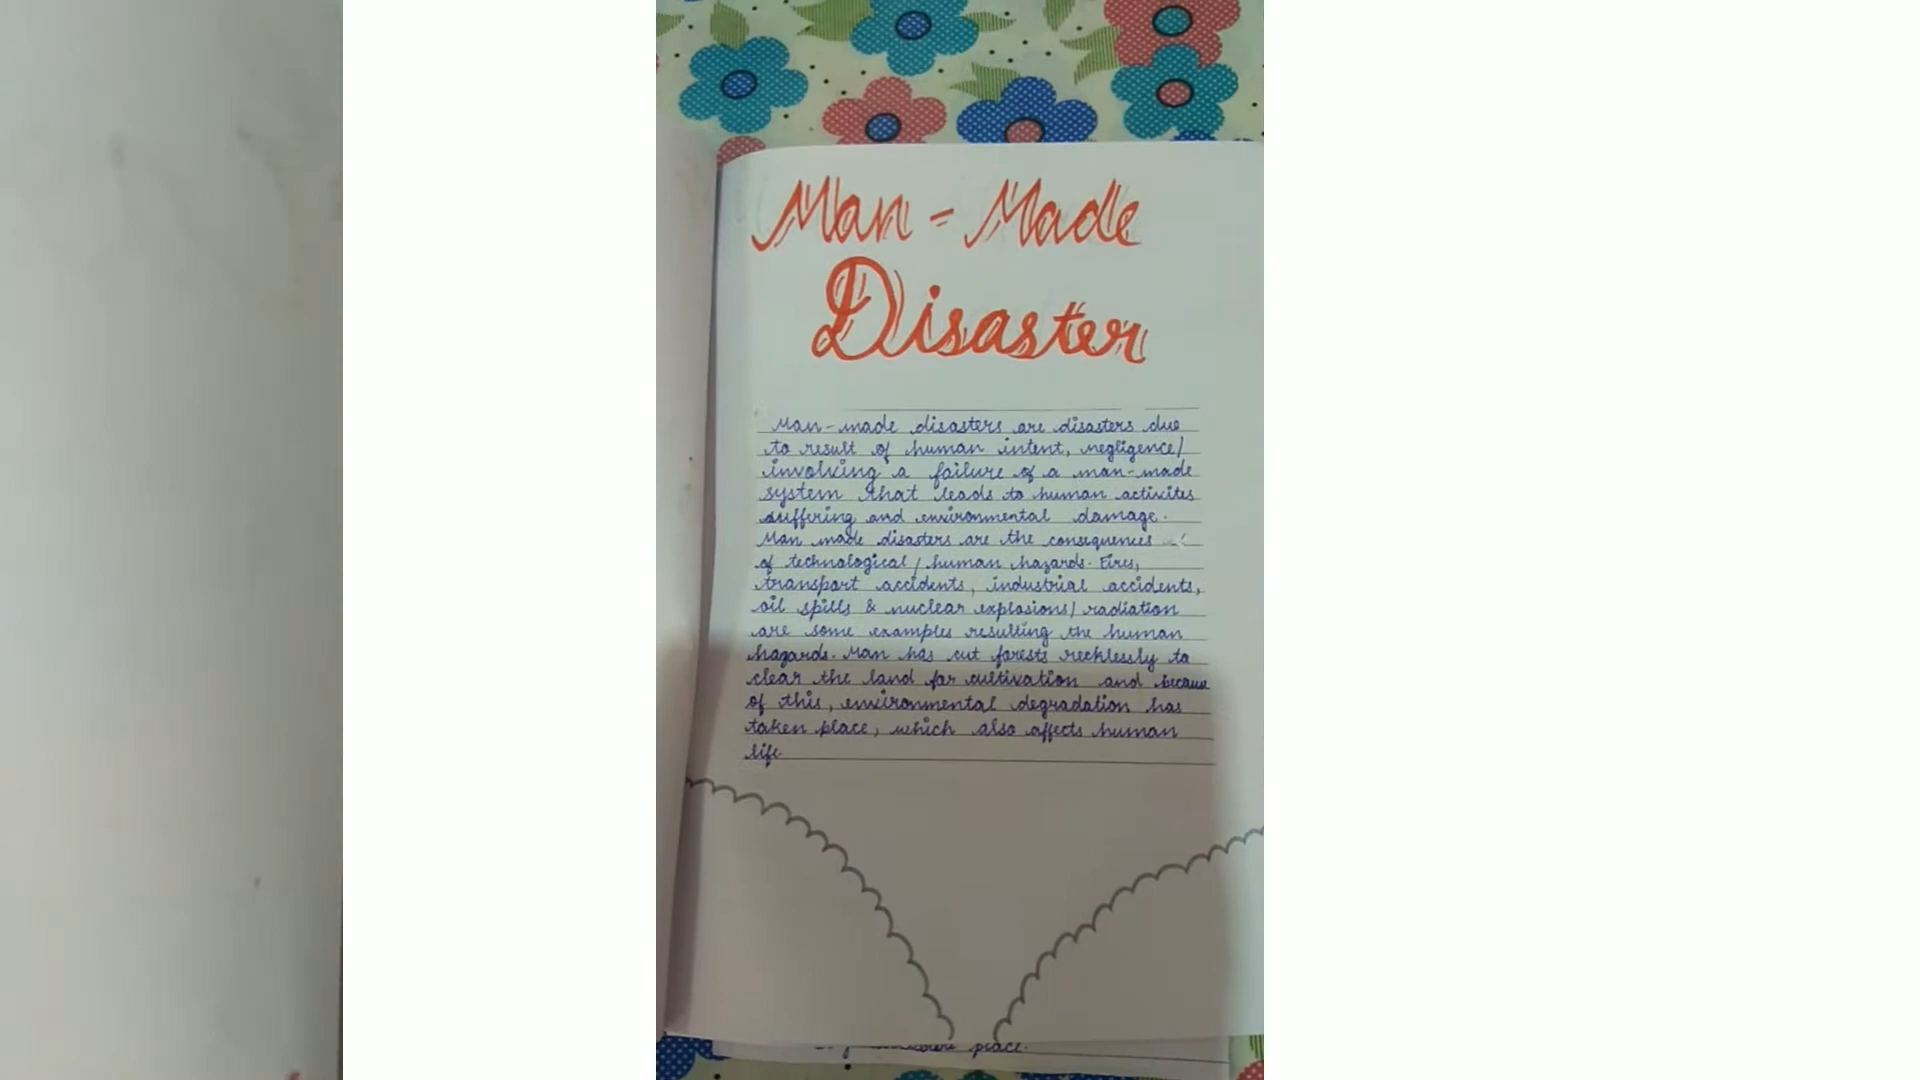 Man - Made
Disaster
Man-made disasters are disasters due
to result of human intent, negligence/
involving a failure of a man-made
system that leads to human activites
suffering and environmental damage.
Man made disasters are the consequences
of technological / human hazards. Fires,
transport accidents, industrial accidents,
oil spills & nuclear explosions/ radiation
are some examples resulting the human
hazards. Man has cut forests recklessly to
clear the land for cultivation and because
of this, environmental degradation has
taken place, which also affects human
life.
place.